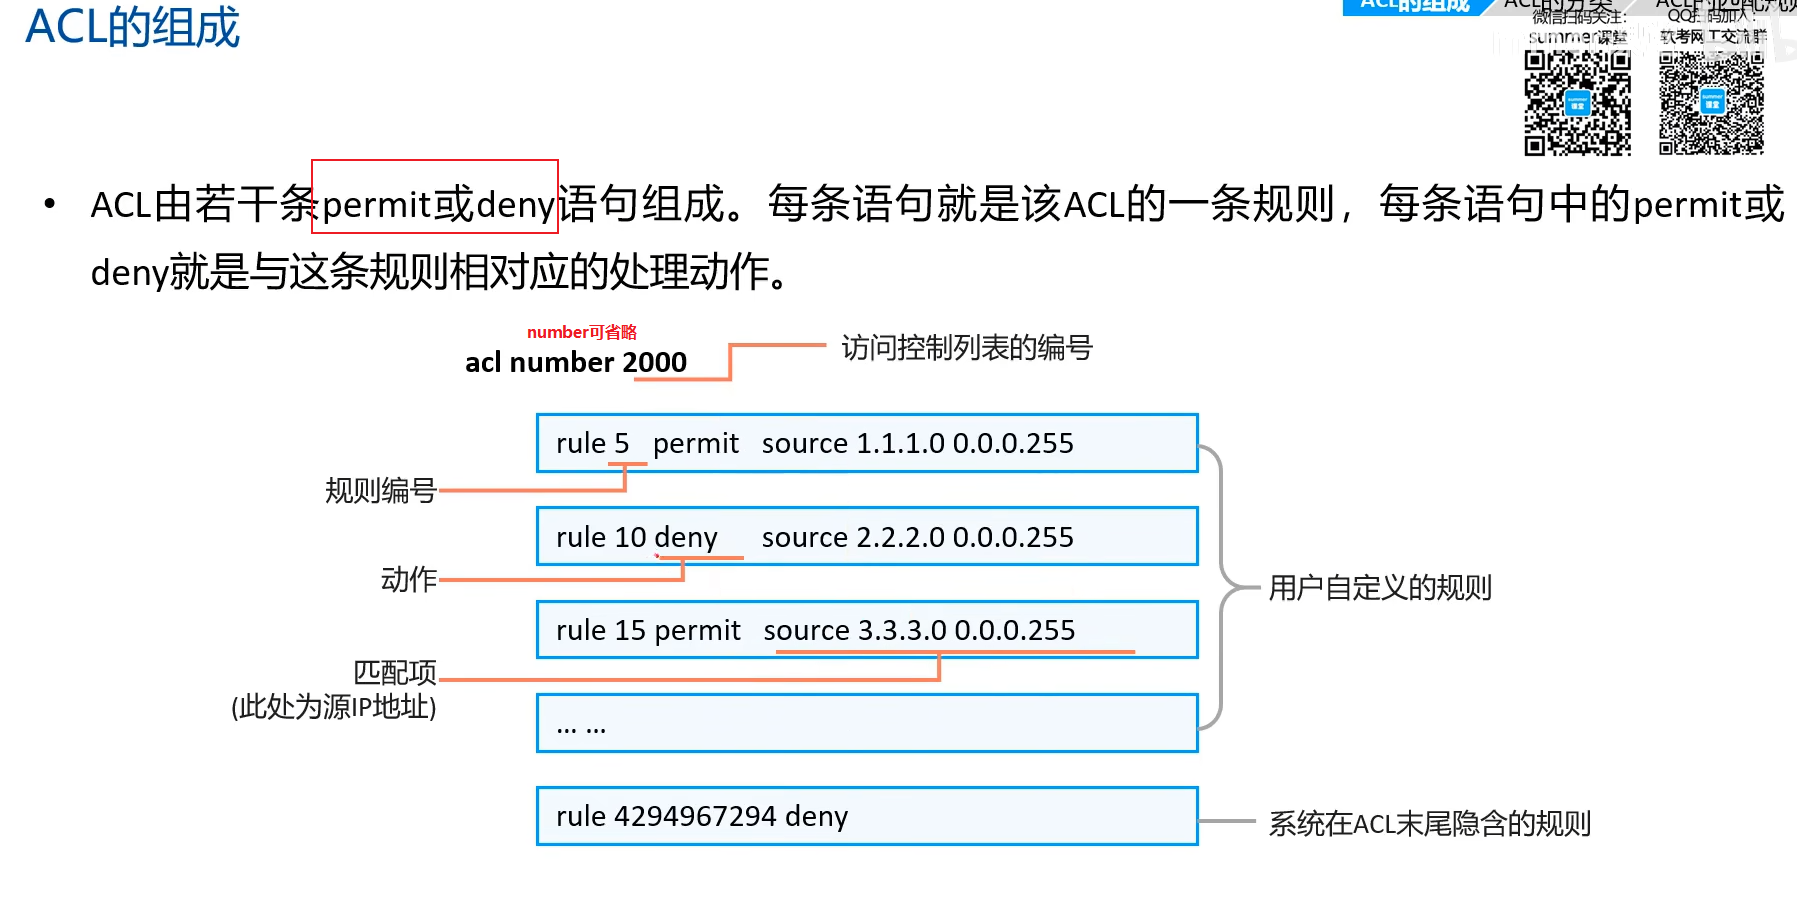 ACL的组成
ACL的组成
ACL的分类
ACL的匹配规则
微信扫码关注:
summer课堂
QQ扫码加入:
软考网工交流群
summer
课堂
summer
课堂
• ACL由若干条permit或deny语句组成。每条语句就是该ACL的一条规则，每条语句中的permit或
deny就是与这条规则相对应的处理动作。
number可省略
acl number 2000
访问控制列表的编号
rule 5 permit source 1.1.1.0 0.0.0.255
规则编号
rule 10 deny source 2.2.2.0 0.0.0.255
动作
用户自定义的规则
rule 15 permit source 3.3.3.0 0.0.0.255
匹配项
(此处为源IP地址)
... ...
rule 4294967294 deny
系统在ACL末尾隐含的规则